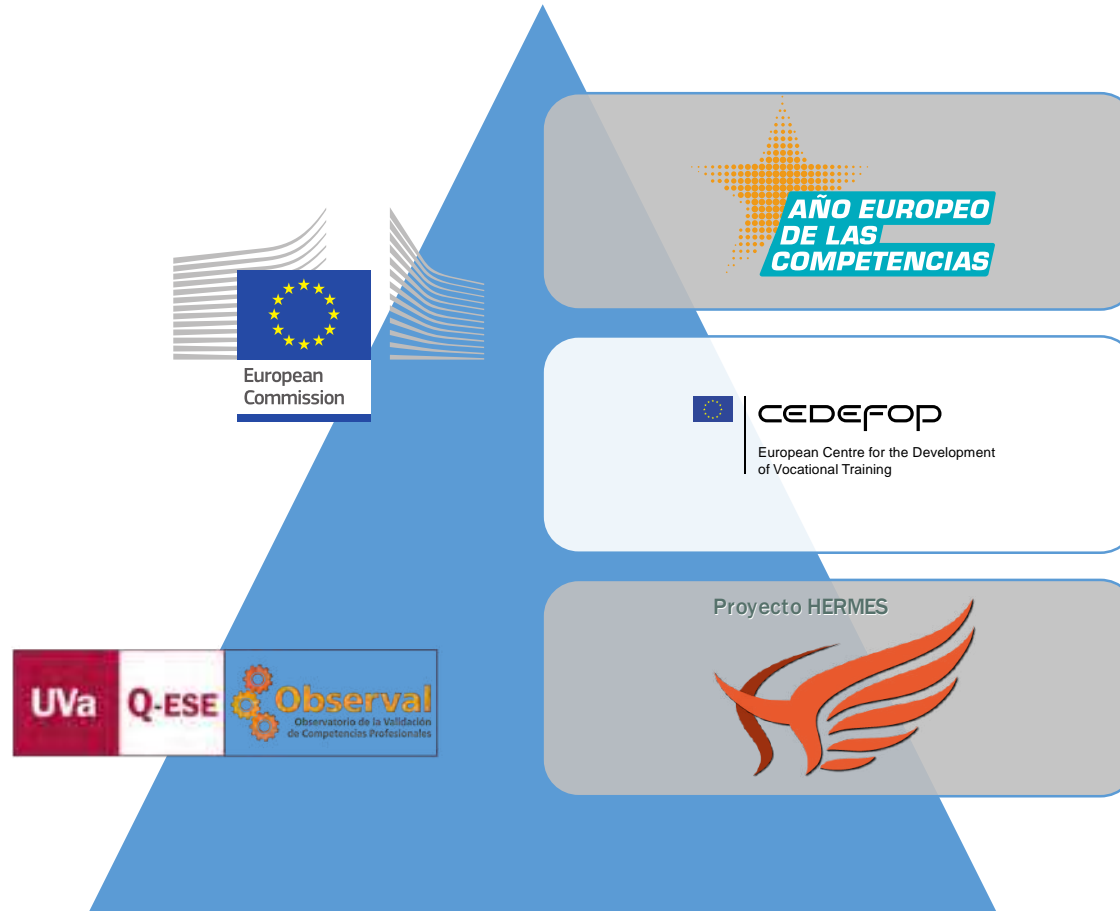 AÑO EUROPEO
DE LAS
COMPETENCIAS
European
Commission
CEDEFOP
European Centre for the Development
of Vocational Training
Proyecto HERMES
UVa
Q-ESE
Observal
Observatorio de la Validación
de Competencias Profesionales